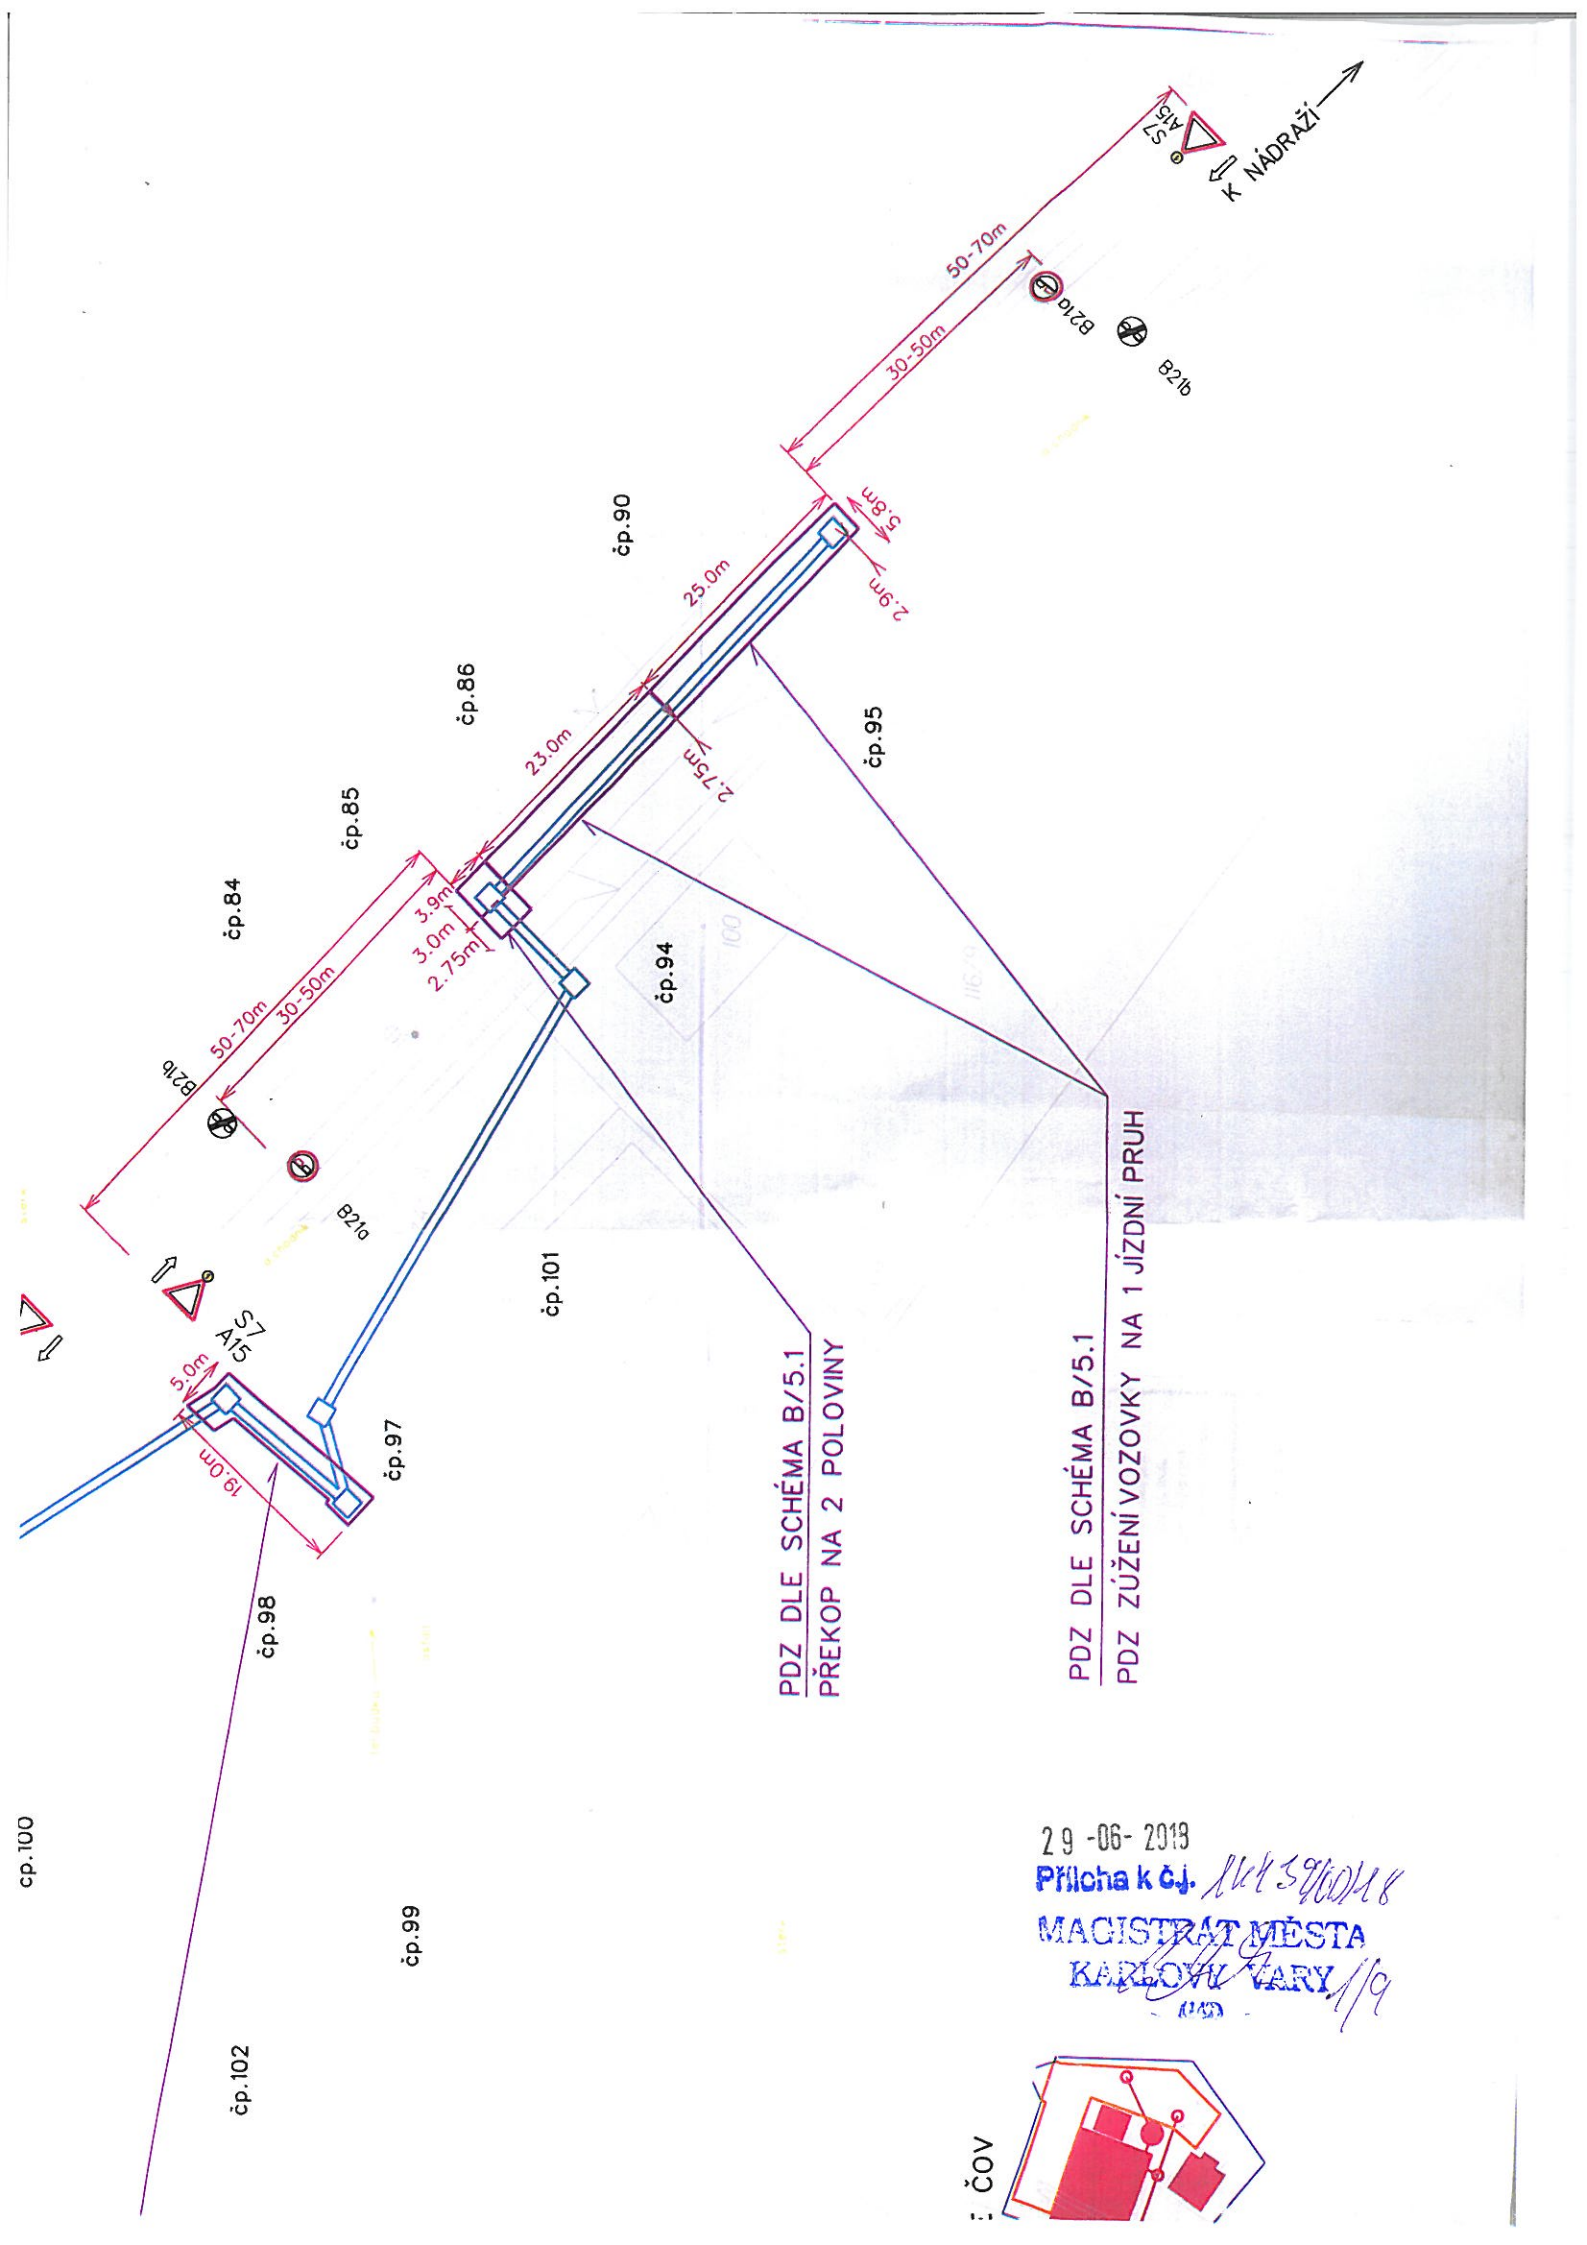 K NÁDRAŽÍ
S7
A15
50-70m
30-50m
B21a
B21b
čp.90
25.0m
5.8m
2.9m
čp.86
23.0m
2.75m
čp.95
čp.85
čp.84
3.9m
3.0m
2.75m
čp.94
50-70m
30-50m
B21b
B21a
S7
A15
čp.101
5.0m
19.0m
čp.97
čp.98
čp.100
čp.99
čp.102
PDZ DLE SCHÉMA B/5.1
PŘEKOP NA 2 POLOVINY
PDZ DLE SCHÉMA B/5.1
PDZ ZÚŽENÍ VOZOVKY NA 1 JÍZDNÍ PRUH
29 -06- 2018
Příloha k č.j.
MAGISTRÁT MĚSTA
KARLOVY VARY
ČOV